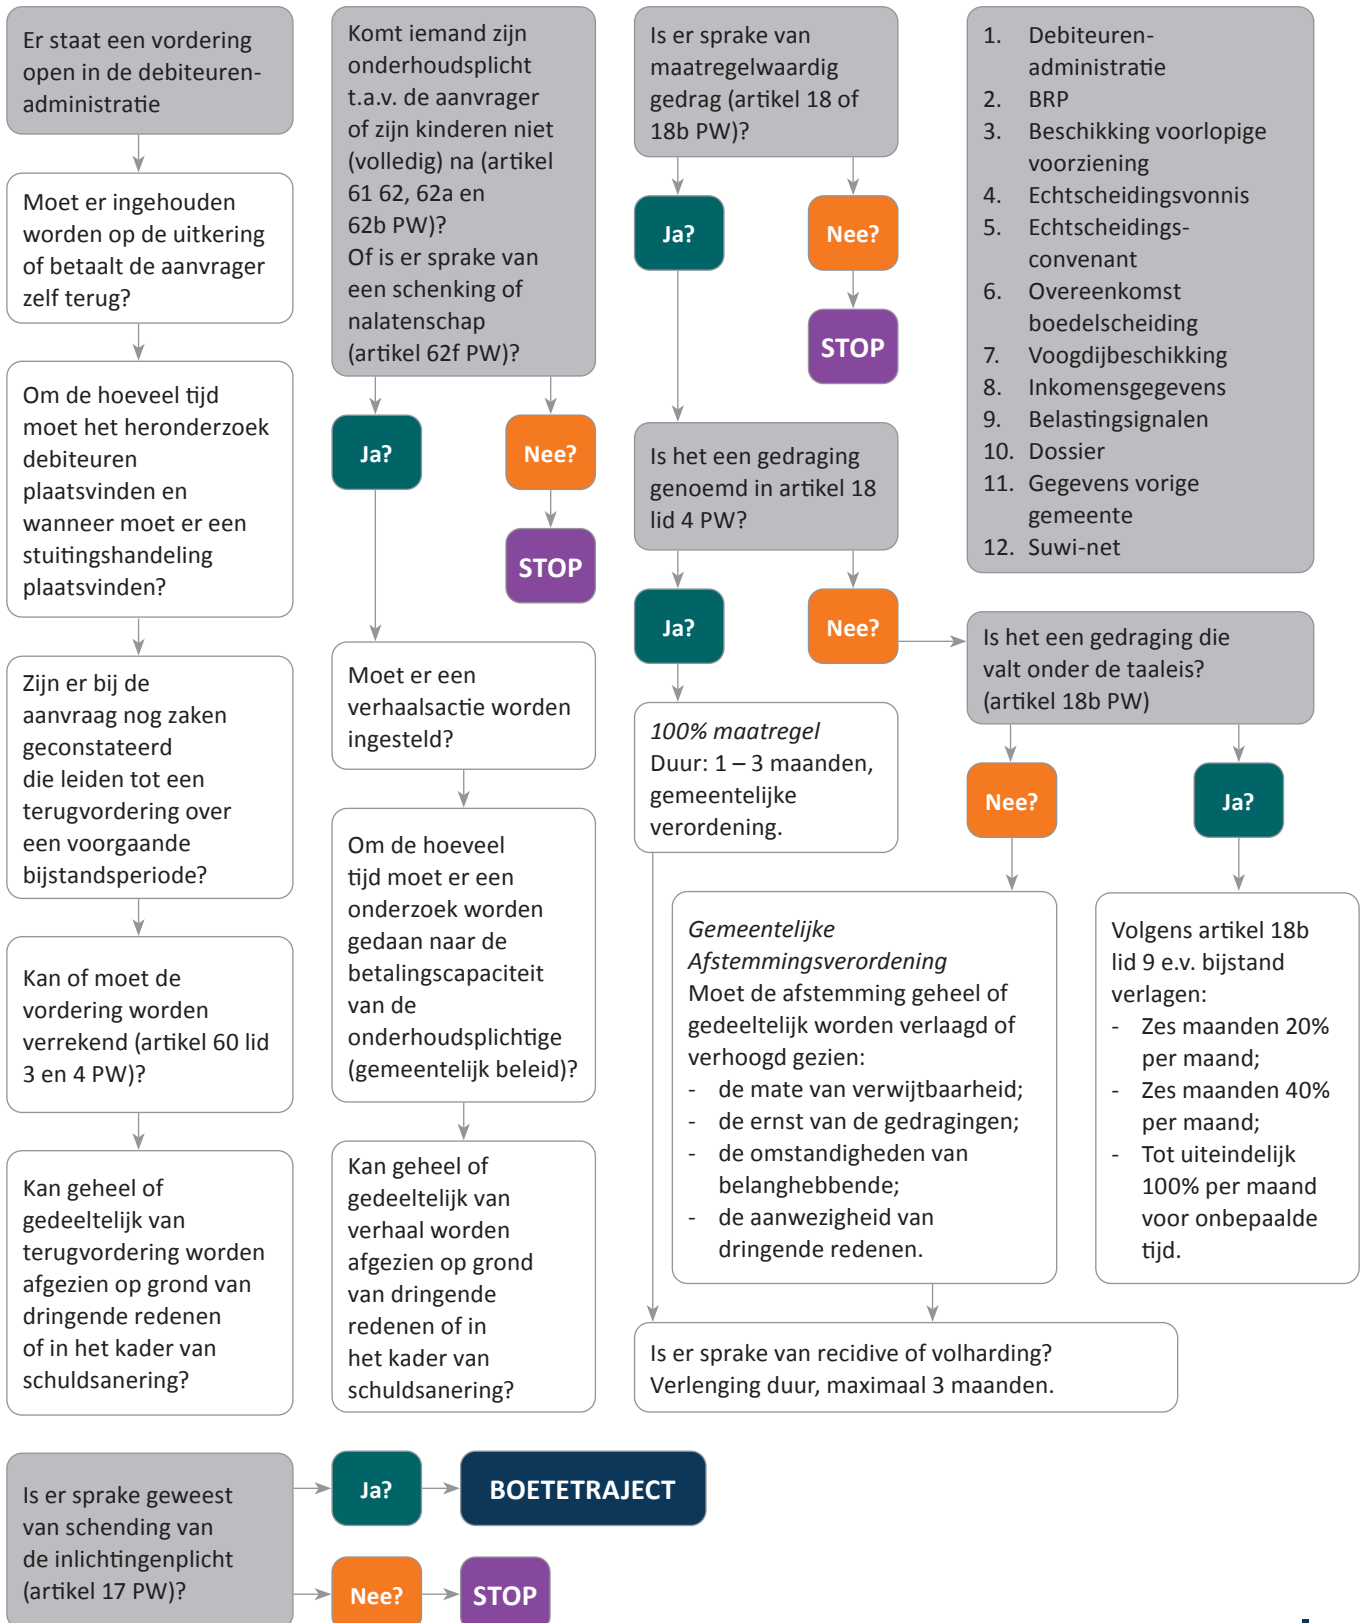 Er staat een vordering
open in de debiteuren-
administratie
Moet er ingehouden
worden op de uitkering
of betaalt de aanvrager
zelf terug?
Om de hoeveel tijd
moet het heronderzoek
debiteuren
plaatsvinden en
wanneer moet er een
stuitingshandeling
plaatsvinden?
Zijn er bij de
aanvraag nog zaken
geconstateerd
die leiden tot een
terugvordering over
een voorgaande
bijstandsperiode?
Kan of moet de
vordering worden
verrekend (artikel 60 lid
3 en 4 PW)?
Kan geheel of
gedeeltelijk van
terugvordering worden
afgezien op grond van
dringende redenen
of in het kader van
schuldsanering?
Komt iemand zijn
onderhoudsplicht
t.a.v. de aanvrager
of zijn kinderen niet
(volledig) na (artikel
61 62, 62a en
62b PW)?
Of is er sprake van
een schenking of
nalatenschap
(artikel 62f PW)?
Ja?
Nee?
STOP
Moet er een
verhaalsactie worden
ingesteld?
Om de hoeveel
tijd moet er een
onderzoek worden
gedaan naar de
betalingscapaciteit
van de
onderhoudsplichtige
(gemeentelijk beleid)?
Kan geheel of
gedeeltelijk van
verhaal worden
afgezien op grond
van dringende
redenen of in
het kader van
schuldsanering?
Is er sprake van
maatregelwaardig
gedrag (artikel 18 of
18b PW)?
Ja?
Nee?
STOP
Is het een gedraging
genoemd in artikel 18
lid 4 PW?
Ja?
Nee?
100% maatregel
Duur: 1 – 3 maanden,
gemeentelijke
verordening.
1. Debiteuren-
administratie
2. BRP
3. Beschikking voorlopige
voorziening
4. Echtscheidingsvonnis
5. Echtscheidings-
convenant
6. Overeenkomst
boedelscheiding
7. Voogdijbeschikking
8. Inkomensgegevens
9. Belastingsignalen
10. Dossier
11. Gegevens vorige
gemeente
12. Suwi-net
Is het een gedraging die
valt onder de taaleis?
(artikel 18b PW)
Nee?
Ja?
Gemeentelijke
Afstemmingsverordening
Moet de afstemming geheel of
gedeeltelijk worden verlaagd of
verhoogd gezien:
- de mate van verwijtbaarheid;
- de ernst van de gedragingen;
- de omstandigheden van
belanghebbende;
- de aanwezigheid van
dringende redenen.
Volgens artikel 18b
lid 9 e.v. bijstand
verlagen:
- Zes maanden 20%
per maand;
- Zes maanden 40%
per maand;
- Tot uiteindelijk
100% per maand
voor onbepaalde
tijd.
Is er sprake van recidive of volharding?
Verlenging duur, maximaal 3 maanden.
Is er sprake geweest
van schending van
de inlichtingenplicht
(artikel 17 PW)?
Ja?
BOETETRAJECT
Nee?
STOP